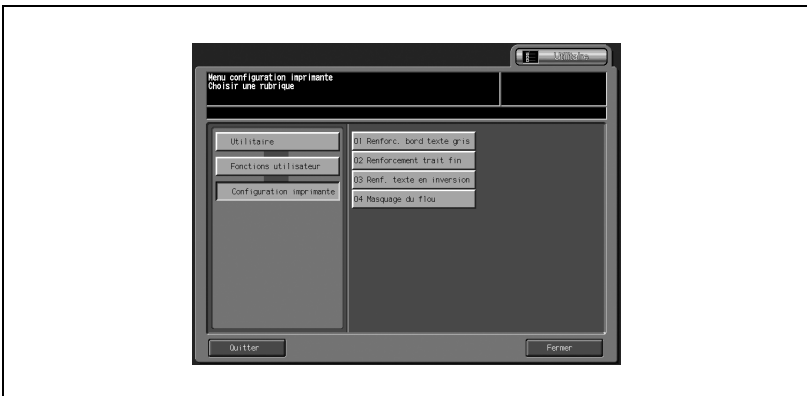 Utilitaire
Menu configuration imprimante
Choisir une rubrique
Utilitaire
Fonctions utilisateur
Configuration imprimante
01 Renforc. bord texte gris
02 Renforcement trait fin
03 Renf. texte en inversion
04 Masquage du flou
Quitter
Fermer